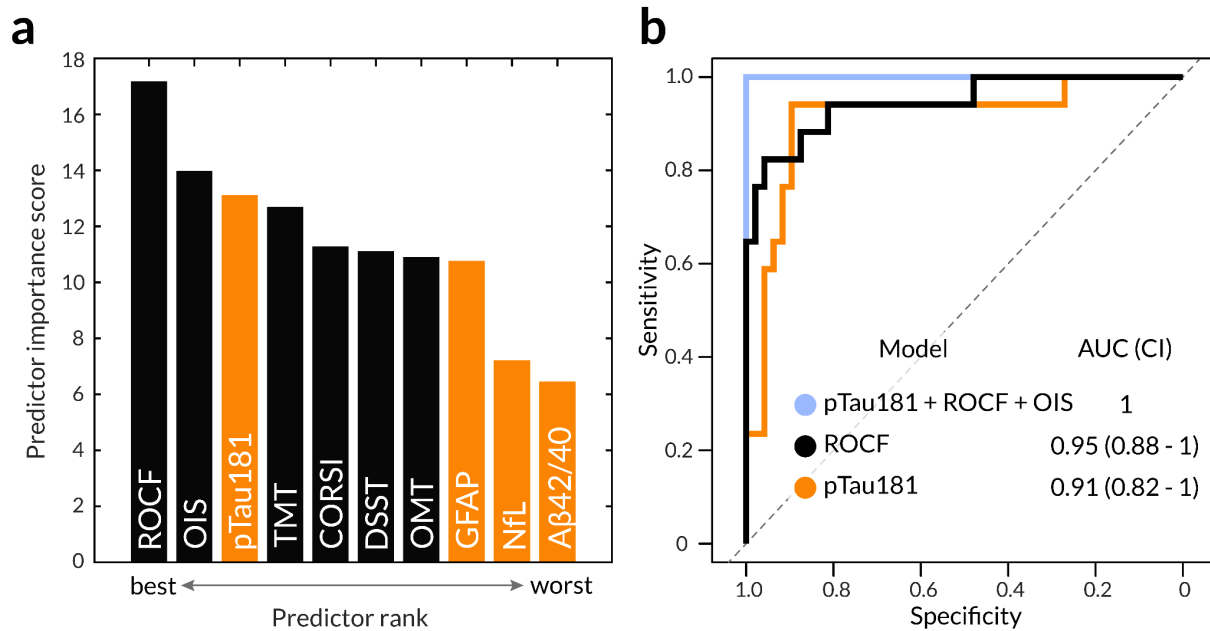 a
18
16
14
12
10
8
6
4
2
0
Predictor importance score
ROCF
OIS
pTau181
TMT
CORSI
DSST
OMT
GFAP
NfL
Aβ42/40
best worst
Predictor rank
b
1.0
0.8
0.6
0.4
0.2
0
Sensitivity
Model AUC (CI)
pTau181 + ROCF + OIS 1
ROCF 0.95 (0.88 - 1)
pTau181 0.91 (0.82 - 1)
1.0 0.8 0.6 0.4 0.2 0
Specificity